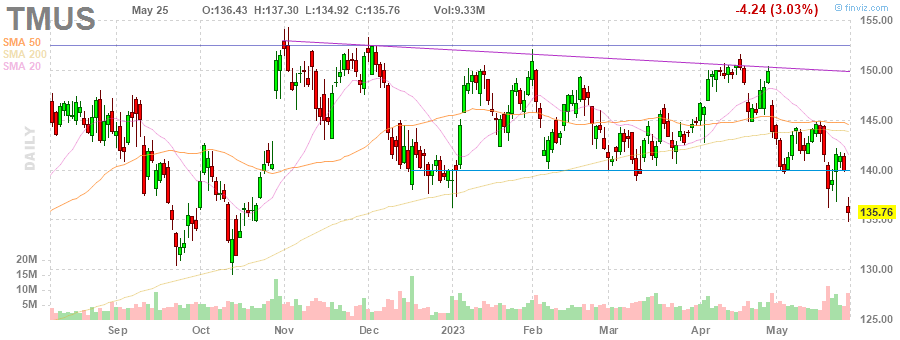 TMUS May 25 O:136.43 H:137.30 L:134.92 C:135.76 Vol:9.33M -4.24 (3.03%) © finviz.com
SMA 50
SMA 200
SMA 20
DAILY
155.00
150.00
145.00
140.00
135.76
135.00
130.00
125.00
20M
15M
10M
5M
Sep Oct Nov Dec 2023 Feb Mar Apr May